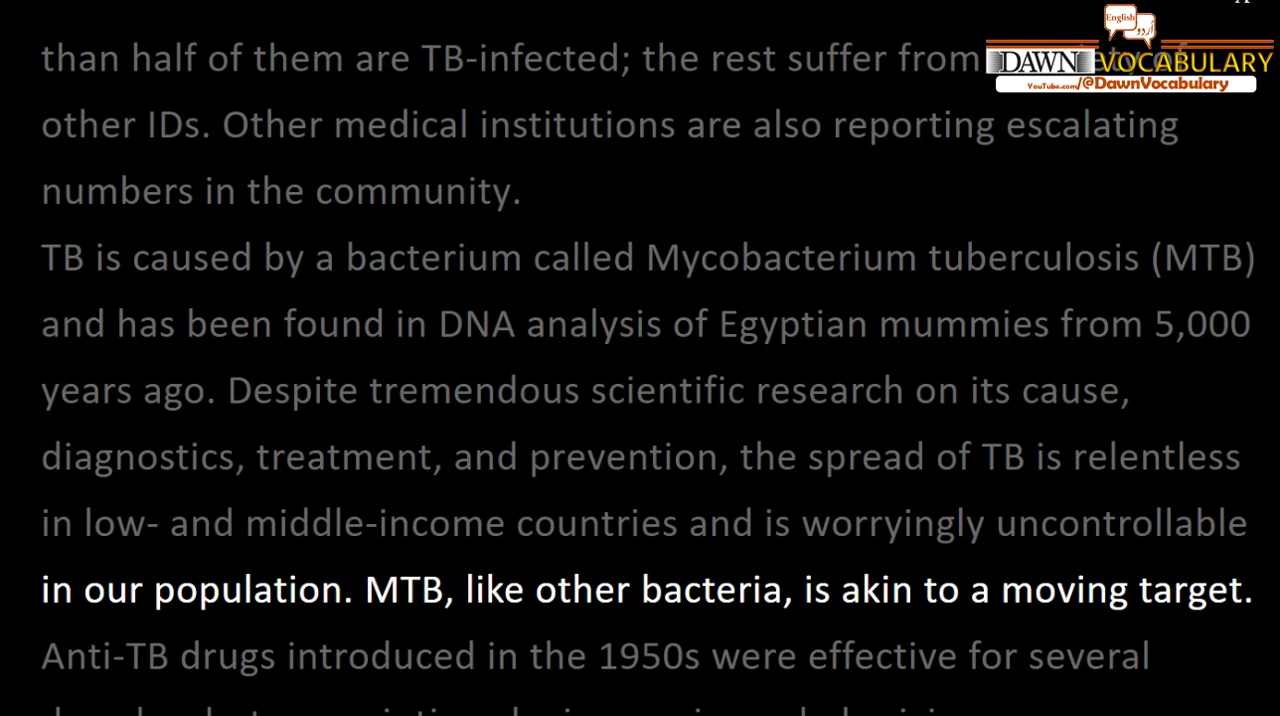 than half of them are TB-infected; the rest suffer from
English
اُردُو
DAWN VOCABULARY
YouTube.com/@DawnVocabulary
other IDs. Other medical institutions are also reporting escalating
numbers in the community.
TB is caused by a bacterium called Mycobacterium tuberculosis (MTB)
and has been found in DNA analysis of Egyptian mummies from 5,000
years ago. Despite tremendous scientific research on its cause,
diagnostics, treatment, and prevention, the spread of TB is relentless
in low- and middle-income countries and is worryingly uncontrollable
in our population. MTB, like other bacteria, is akin to a moving target.
Anti-TB drugs introduced in the 1950s were effective for several